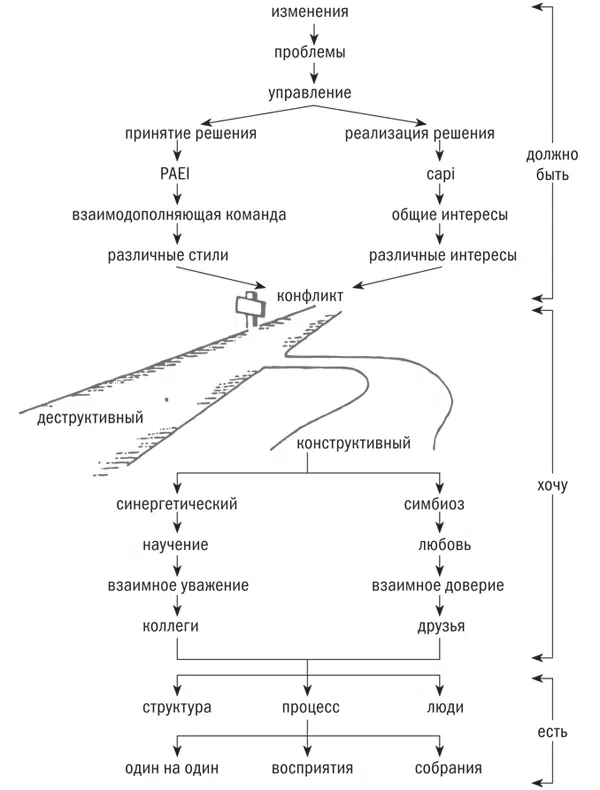 изменения
проблемы
управление
принятие решения
реализация решения
PAEI
capi
должно
быть
взаимодополняющая команда
общие интересы
различные стили
различные интересы
конфликт
деструктивный
конструктивный
хочу
синергетический
симбиоз
научение
любовь
взаимное уважение
взаимное доверие
коллеги
друзья
структура
процесс
люди
есть
один на один
восприятия
собрания